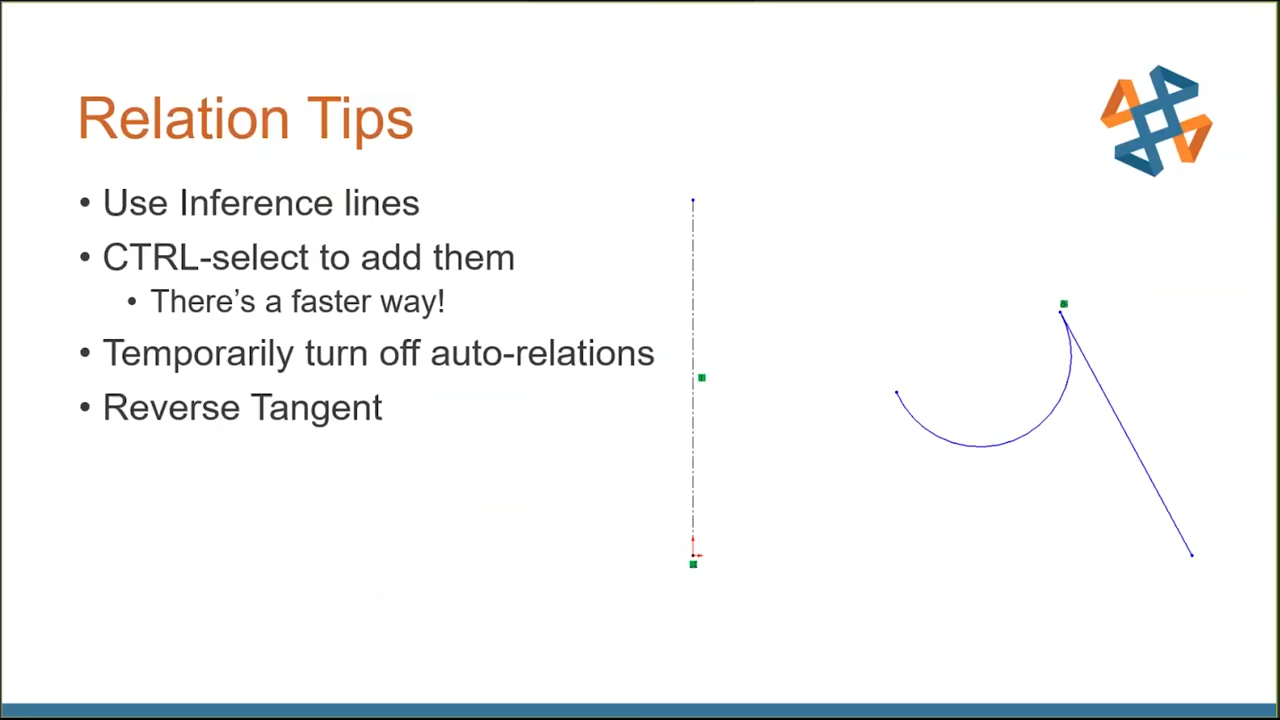 Relation Tips
• Use Inference lines
• CTRL-select to add them
• There’s a faster way!
• Temporarily turn off auto-relations
• Reverse Tangent